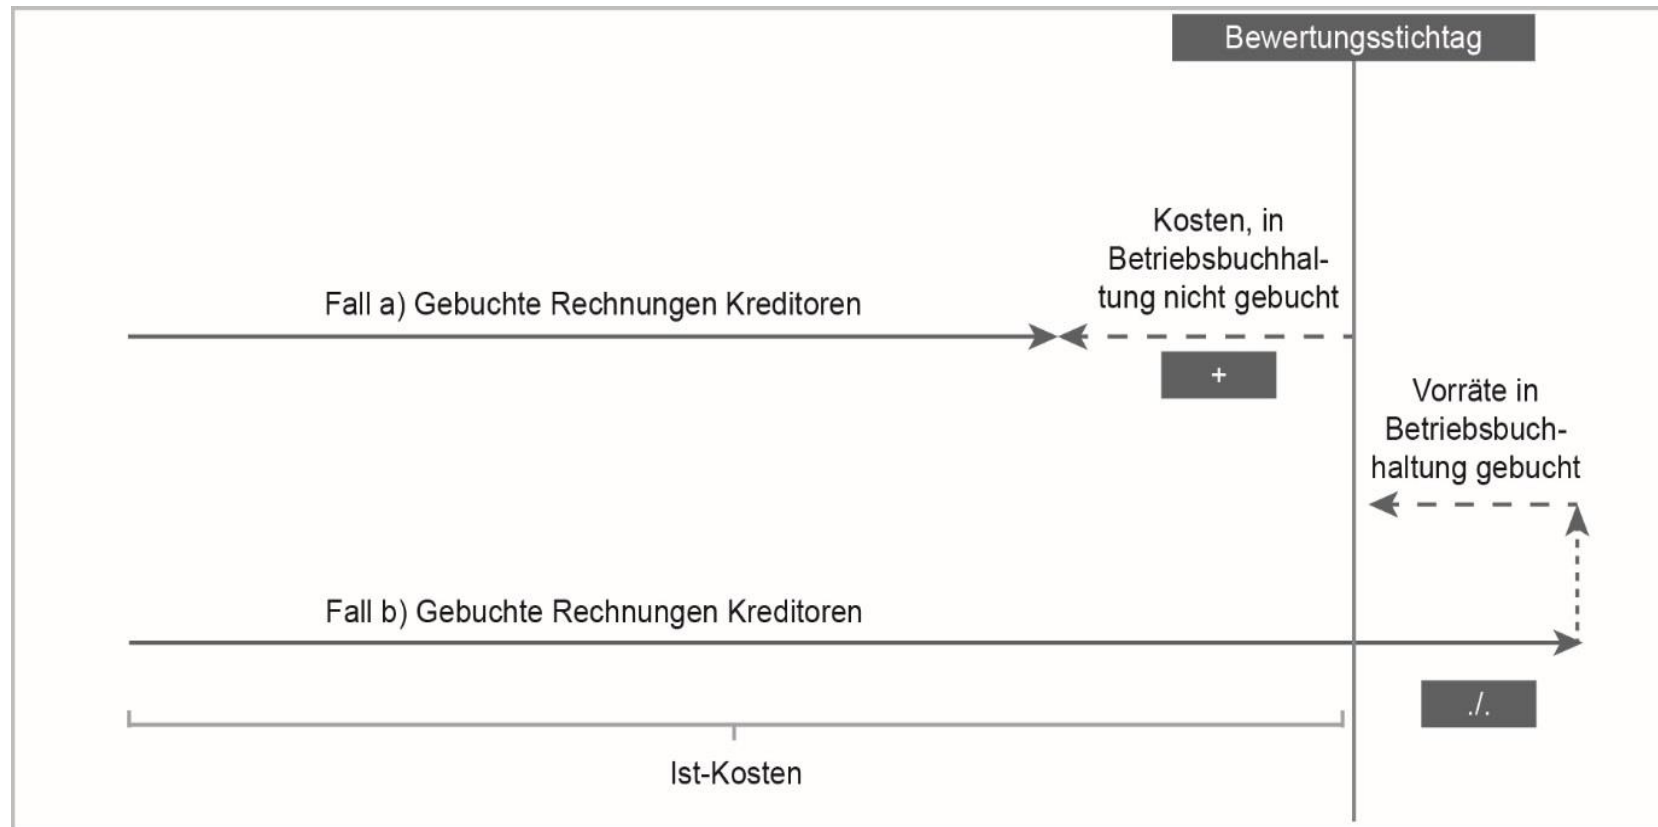 Bewertungsstichtag
Kosten, in
Betriebsbuchhal-
tung nicht gebucht
Fall a) Gebuchte Rechnungen Kreditoren
+
Vorräte in
Betriebsbuch-
haltung gebucht
Fall b) Gebuchte Rechnungen Kreditoren
./.
Ist-Kosten